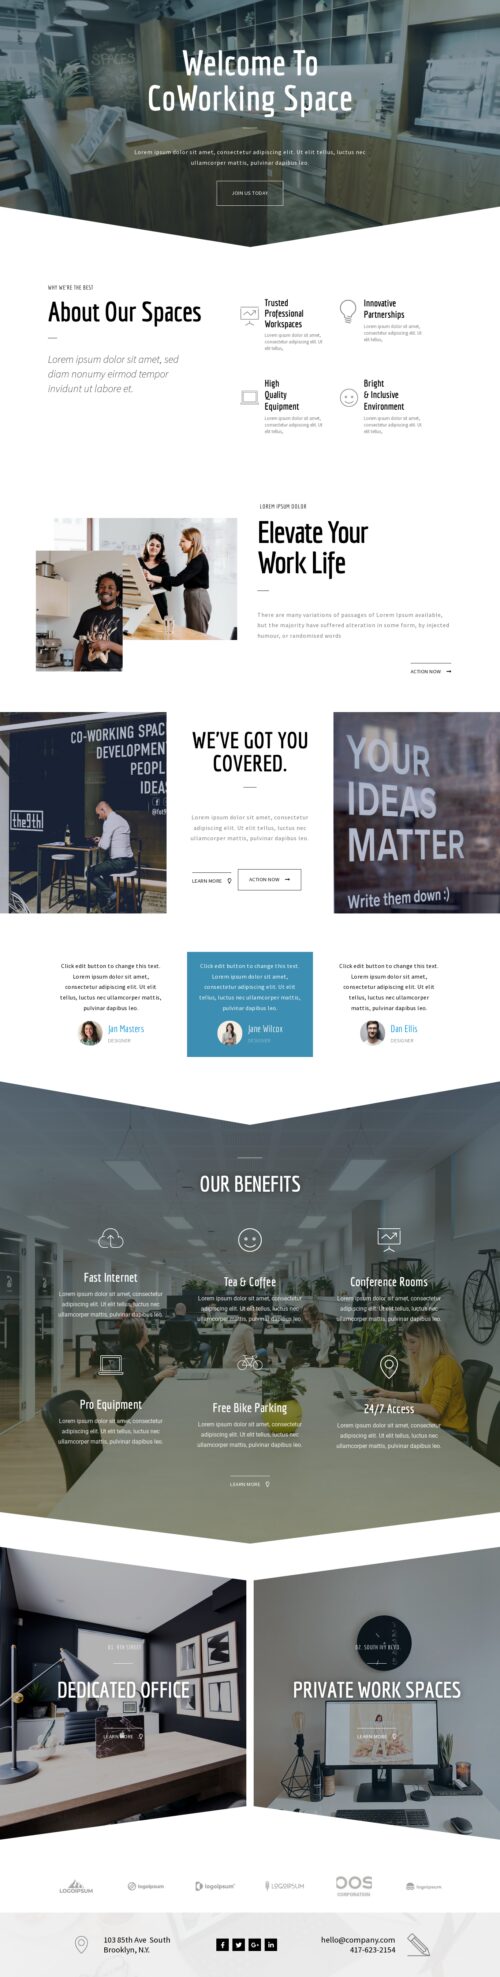 Welcome To
CoWorking Space
Lorem ipsum dolor sit amet, consectetur adipiscing elit. Ut elit tellus, luctus nec
ullamcorper mattis, pulvinar dapibus leo.
JOIN US TODAY
WHY WE'RE THE BEST
About Our Spaces
Lorem ipsum dolor sit amet, sed
diam nonumy eirmod tempor
invidunt ut labore et.
Trusted
Professional
Workspaces
Lorem ipsum dolor sit amet,
consectetur adipiscing elit. Ut
elit tellus,
Innovative
Partnerships
Lorem ipsum dolor sit amet,
consectetur adipiscing elit. Ut
elit tellus,
High
Quality
Equipment
Lorem ipsum dolor sit amet,
consectetur adipiscing elit. Ut
elit tellus,
Bright
& Inclusive
Environment
Lorem ipsum dolor sit amet,
consectetur adipiscing elit. Ut
elit tellus,
LOREM IPSUM DOLOR
Elevate Your
Work Life
There are many variations of passages of Lorem Ipsum available,
but the majority have suffered alteration in some form, by injected
humour, or randomised words
ACTION NOW
CO-WORKING SPAC
DEVELOPMEN
PEOPL
IDEAS
the9th
WE'VE GOT YOU
COVERED.
Lorem ipsum dolor sit amet, consectetur
adipiscing elit. Ut elit tellus, luctus nec
ullamcorper mattis, pulvinar dapibus leo.
LEARN MORE
ACTION NOW
YOUR
IDEAS
MATTER
Write them down :)
Click edit button to change this text.
Lorem ipsum dolor sit amet,
consectetur adipiscing elit. Ut elit
tellus, luctus nec ullamcorper mattis,
pulvinar dapibus leo.
Jan Masters
DESIGNER
Click edit button to change this text.
Lorem ipsum dolor sit amet,
consectetur adipiscing elit. Ut elit
tellus, luctus nec ullamcorper mattis,
pulvinar dapibus leo.
Jane Wilcox
DESIGNER
Click edit button to change this text.
Lorem ipsum dolor sit amet,
consectetur adipiscing elit. Ut elit
tellus, luctus nec ullamcorper
mattis, pulvinar dapibus leo.
Dan Ellis
DESIGNER
OUR BENEFITS
Fast Internet
Lorem ipsum dolor sit amet, consectetur
adipiscing elit. Ut elit tellus, luctus nec
ullamcorper mattis, pulvinar dapibus leo.
Tea & Coffee
Lorem ipsum dolor sit amet, consectetur
adipiscing elit. Ut elit tellus, luctus nec
ullamcorper mattis, pulvinar dapibus leo.
Conference Rooms
Lorem ipsum dolor sit amet, consectetur
adipiscing elit. Ut elit tellus, luctus nec
ullamcorper mattis, pulvinar dapibus leo.
Pro Equipment
Lorem ipsum dolor sit amet, consectetur
adipiscing elit. Ut elit tellus, luctus nec
ullamcorper mattis, pulvinar dapibus leo.
Free Bike Parking
Lorem ipsum dolor sit amet, consectetur
adipiscing elit. Ut elit tellus, luctus nec
ullamcorper mattis, pulvinar dapibus leo.
24/7 Access
Lorem ipsum dolor sit amet, consectetur
adipiscing elit. Ut elit tellus, luctus nec
ullamcorper mattis, pulvinar dapibus leo.
LEARN MORE
01. 9TH STREET
DEDICATED OFFICE
LEARN MORE
02. SOUTH NY BLVD.
PRIVATE WORK SPACES
LEARN MORE
LOGOIPSUM
logoipsum
logoipsum
LOGOIPSUM
CORPORATION
logoipsum
103 85th Ave South
Brooklyn, N.Y.
hello@company.com
417-623-2154